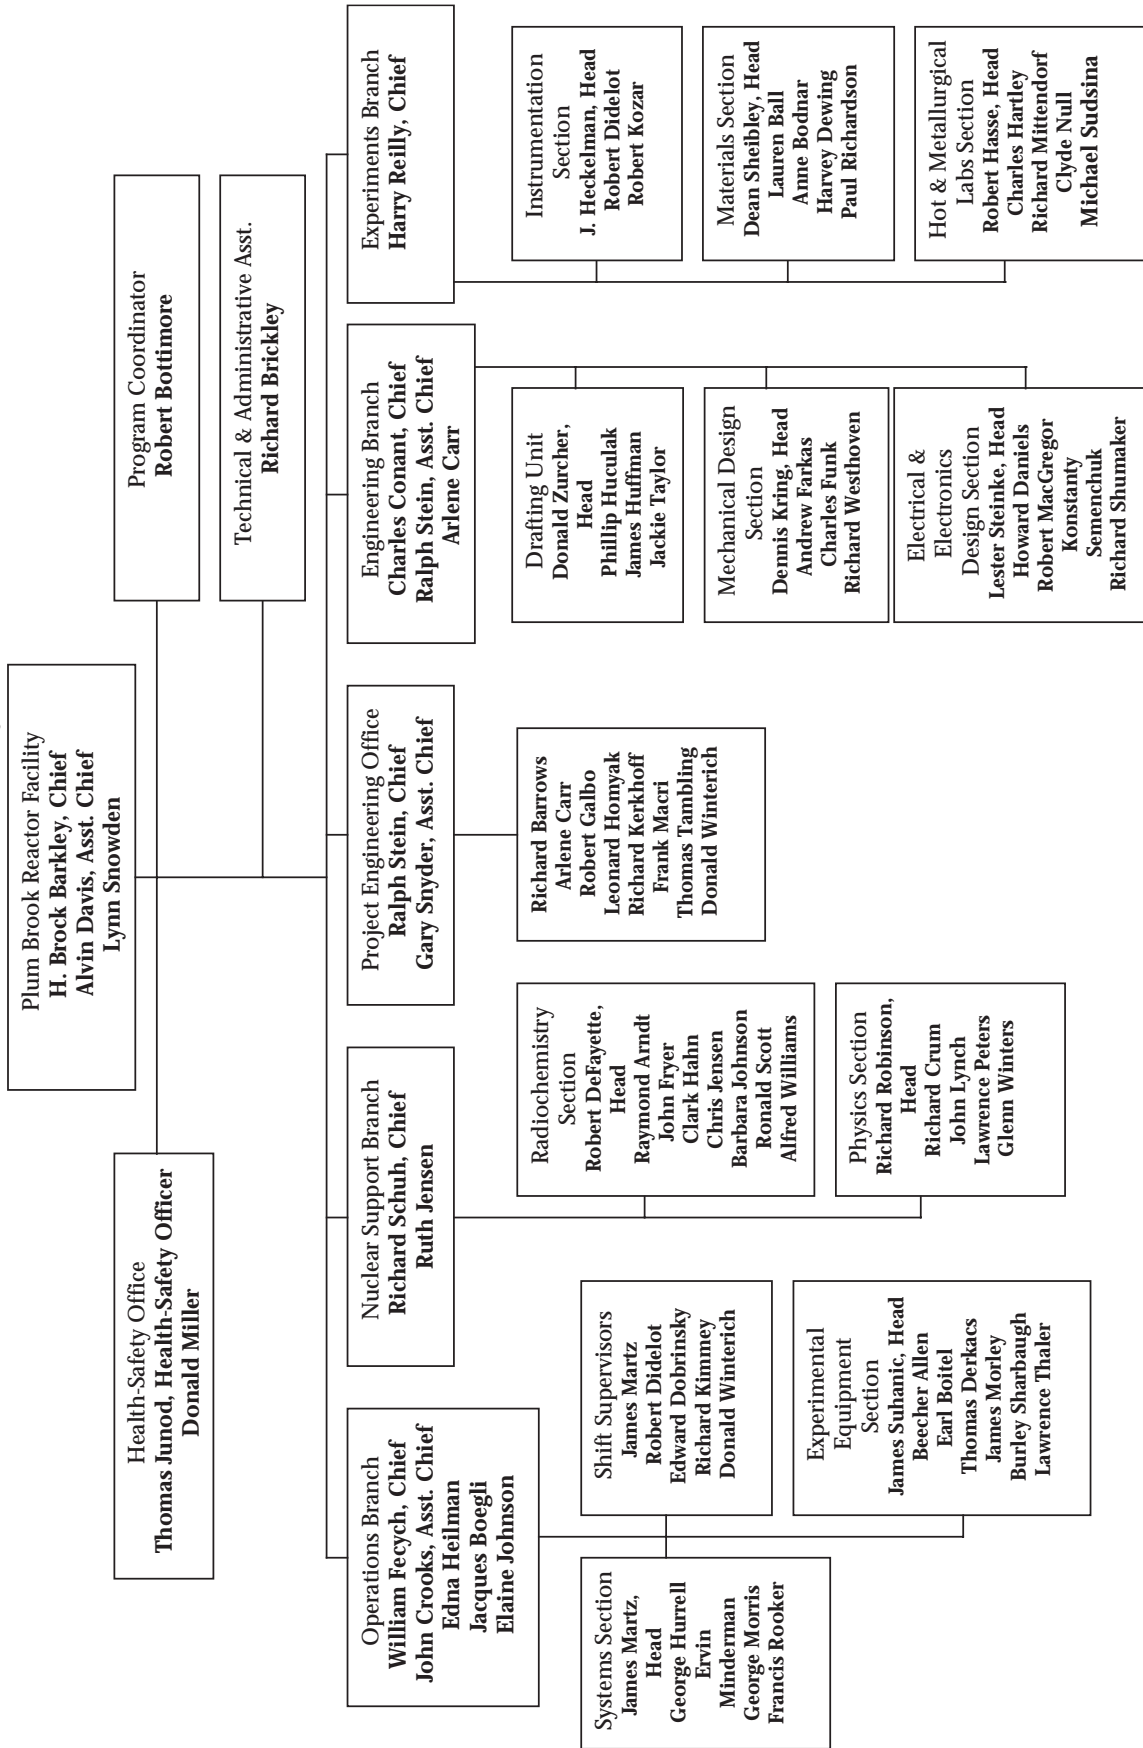 Plum Brook Reactor Facility
H. Brock Barkley, Chief
Alvin Davis, Asst. Chief
Lynn Snowden
Health-Safety Office
Thomas Junod, Health-Safety Officer
Donald Miller
Program Coordinator
Robert Bottimore
Technical & Administrative Asst.
Richard Brickley
Operations Branch
William Fecych, Chief
John Crooks, Asst. Chief
Edna Heilman
Jacques Boegli
Elaine Johnson
Nuclear Support Branch
Richard Schuh, Chief
Ruth Jensen
Project Engineering Office
Ralph Stein, Chief
Gary Snyder, Asst. Chief
Engineering Branch
Charles Conant, Chief
Ralph Stein, Asst. Chief
Arlene Carr
Experiments Branch
Harry Reilly, Chief
Systems Section
James Martz,
Head
George Hurrell
Ervin
Minderman
George Morris
Francis Rooker
Shift Supervisors
James Martz
Robert Didelot
Edward Dobrinsky
Richard Kimmey
Donald Winterich
Experimental
Equipment
Section
James Suhanic, Head
Beecher Allen
Earl Boitel
Thomas Derkacs
James Morley
Burley Sharbaugh
Lawrence Thaler
Radiochemistry
Section
Robert DeFayette,
Head
Raymond Arndt
John Fryer
Clark Hahn
Chris Jensen
Barbara Johnson
Ronald Scott
Alfred Williams
Physics Section
Richard Robinson,
Head
Richard Crum
John Lynch
Lawrence Peters
Glenn Winters
Richard Barrows
Arlene Carr
Robert Galbo
Leonard Homyak
Richard Kerkhoff
Frank Macri
Thomas Tambling
Donald Winterich
Drafting Unit
Donald Zurcher,
Head
Phillip Huculak
James Huffman
Jackie Taylor
Mechanical Design
Section
Dennis Kring, Head
Andrew Farkas
Charles Funk
Richard Westhoven
Electrical &
Electronics
Design Section
Lester Steinke, Head
Howard Daniels
Robert MacGregor
Konstanty
Semenchuk
Richard Shumaker
Instrumentation
Section
J. Heckelman, Head
Robert Didelot
Robert Kozar
Materials Section
Dean Sheibley, Head
Lauren Ball
Anne Bodnar
Harvey Dewing
Paul Richardson
Hot & Metallurgical
Labs Section
Robert Hasse, Head
Charles Hartley
Richard Mittendorf
Clyde Null
Michael Sudsina